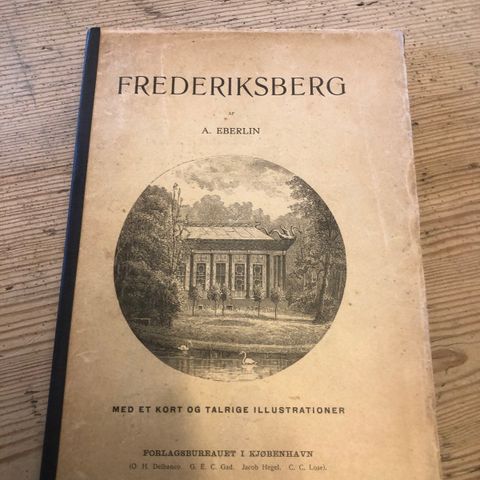 FREDERIKSBERG
AF
A. EBERLIN
MED ET KORT OG TALRIGE ILLUSTRATIONER
FORLAGSBUREAUET I KJØBENHAVN
(O. H. Delbanco. G. E. C. Gad. Jacob Hegel. C. C. Lose).